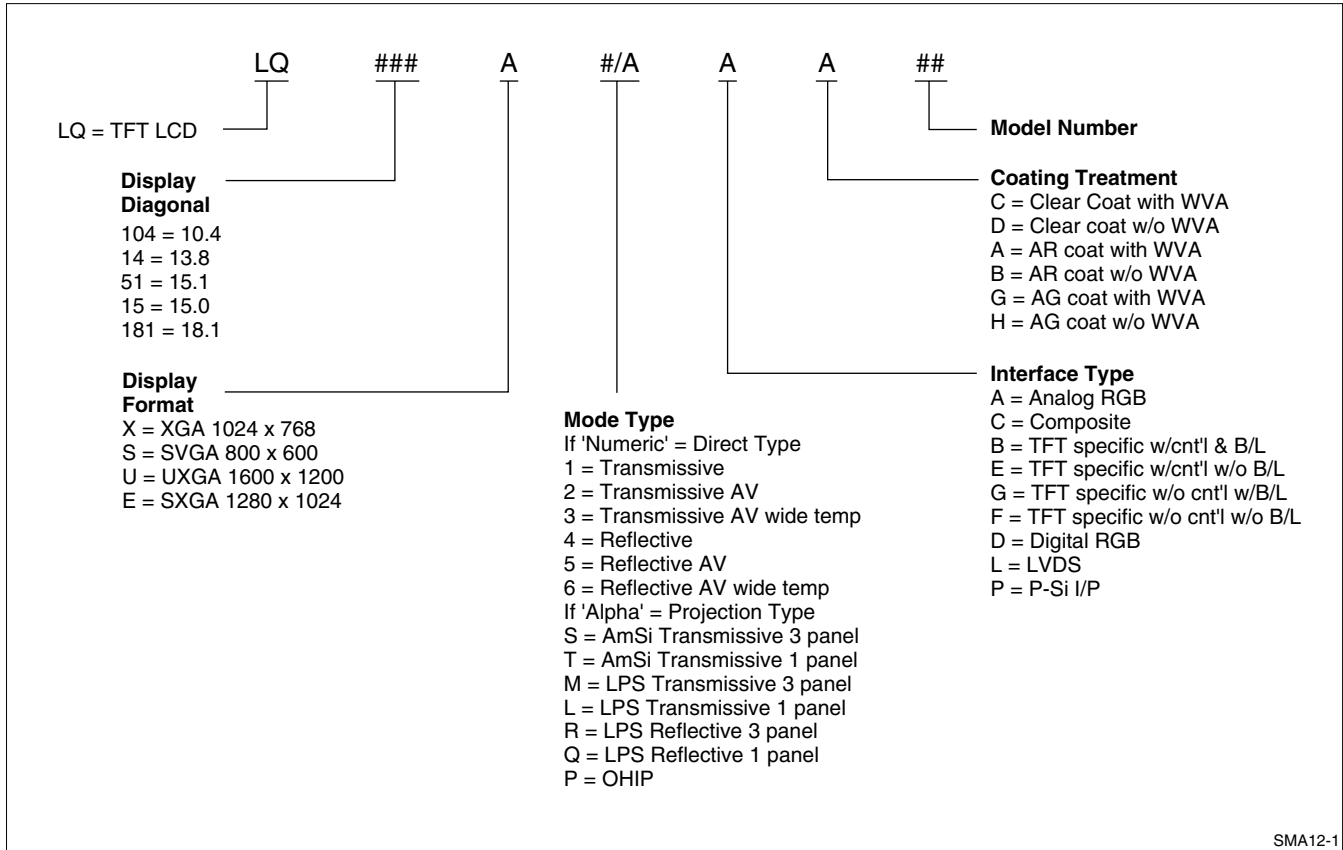 LQ ### A #/A A A ##
LQ = TFT LCD
Display
Diagonal
104 = 10.4
14 = 13.8
51 = 15.1
15 = 15.0
181 = 18.1
Display
Format
X = XGA 1024 x 768
S = SVGA 800 x 600
U = UXGA 1600 x 1200
E = SXGA 1280 x 1024
Mode Type
If 'Numeric' = Direct Type
1 = Transmissive
2 = Transmissive AV
3 = Transmissive AV wide temp
4 = Reflective
5 = Reflective AV
6 = Reflective AV wide temp
If 'Alpha' = Projection Type
S = AmSi Transmissive 3 panel
T = AmSi Transmissive 1 panel
M = LPS Transmissive 3 panel
L = LPS Transmissive 1 panel
R = LPS Reflective 3 panel
Q = LPS Reflective 1 panel
P = OHIP
Model Number
Coating Treatment
C = Clear Coat with WVA
D = Clear coat w/o WVA
A = AR coat with WVA
B = AR coat w/o WVA
G = AG coat with WVA
H = AG coat w/o WVA
Interface Type
A = Analog RGB
C = Composite
B = TFT specific w/cnt'l & B/L
E = TFT specific w/cnt'l w/o B/L
G = TFT specific w/o cnt'l w/B/L
F = TFT specific w/o cnt'l w/o B/L
D = Digital RGB
L = LVDS
P = P-Si I/P
SMA12-1